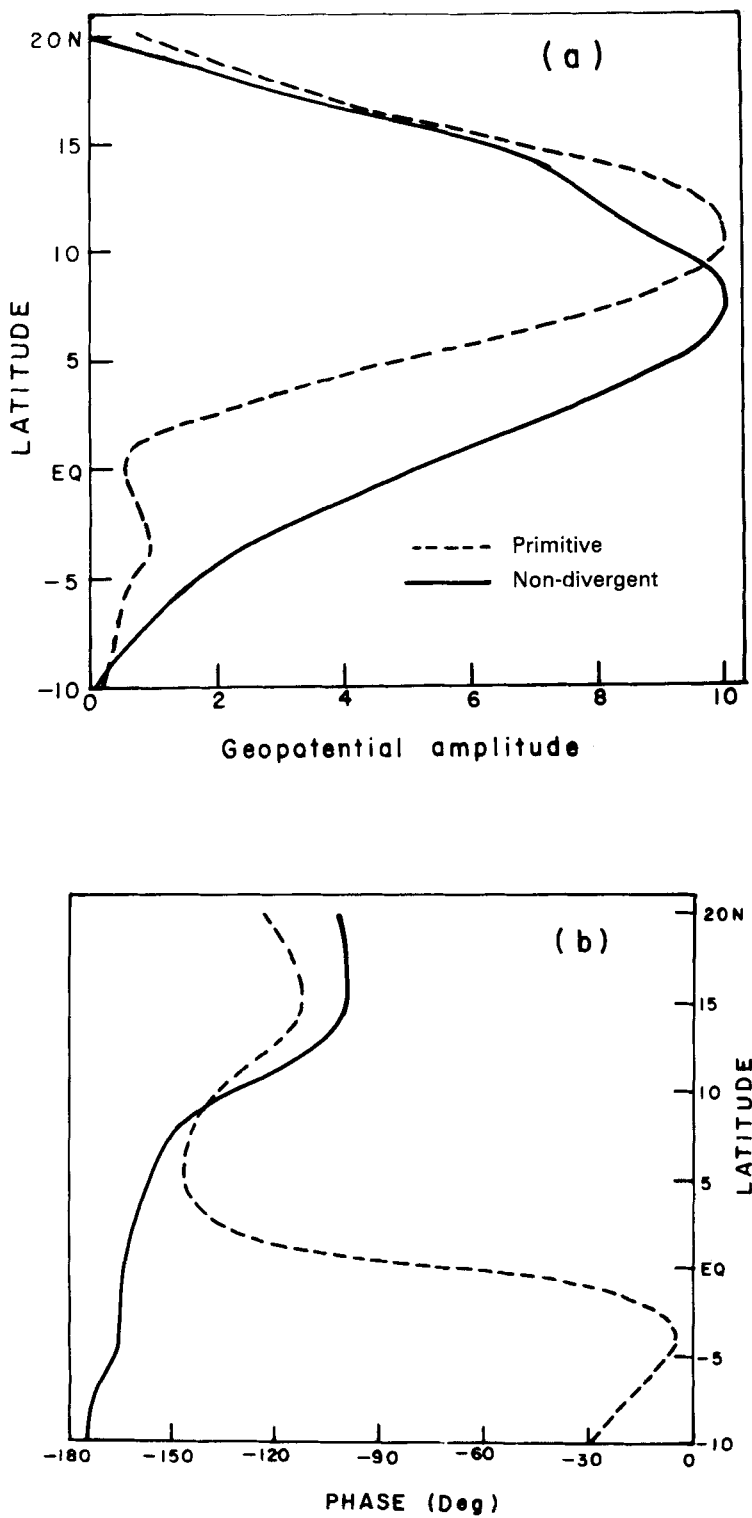 (a)
20N
15
10
5
EQ
-5
-10
LATITUDE
Primitive
Non-divergent
0 2 4 6 8 10
Geopotential amplitude
(b)
20N
15
10
5
EQ
-5
-10
LATITUDE
-180 -150 -120 -90 -60 -30 0
PHASE (Deg)